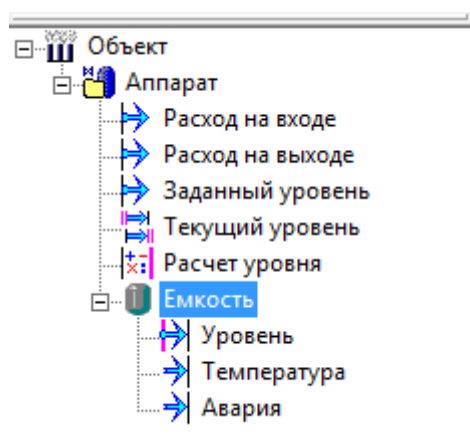 Объект
Аппарат
Расход на входе
Расход на выходе
Заданный уровень
Текущий уровень
Расчет уровня
Емкость
Уровень
Температура
Авария